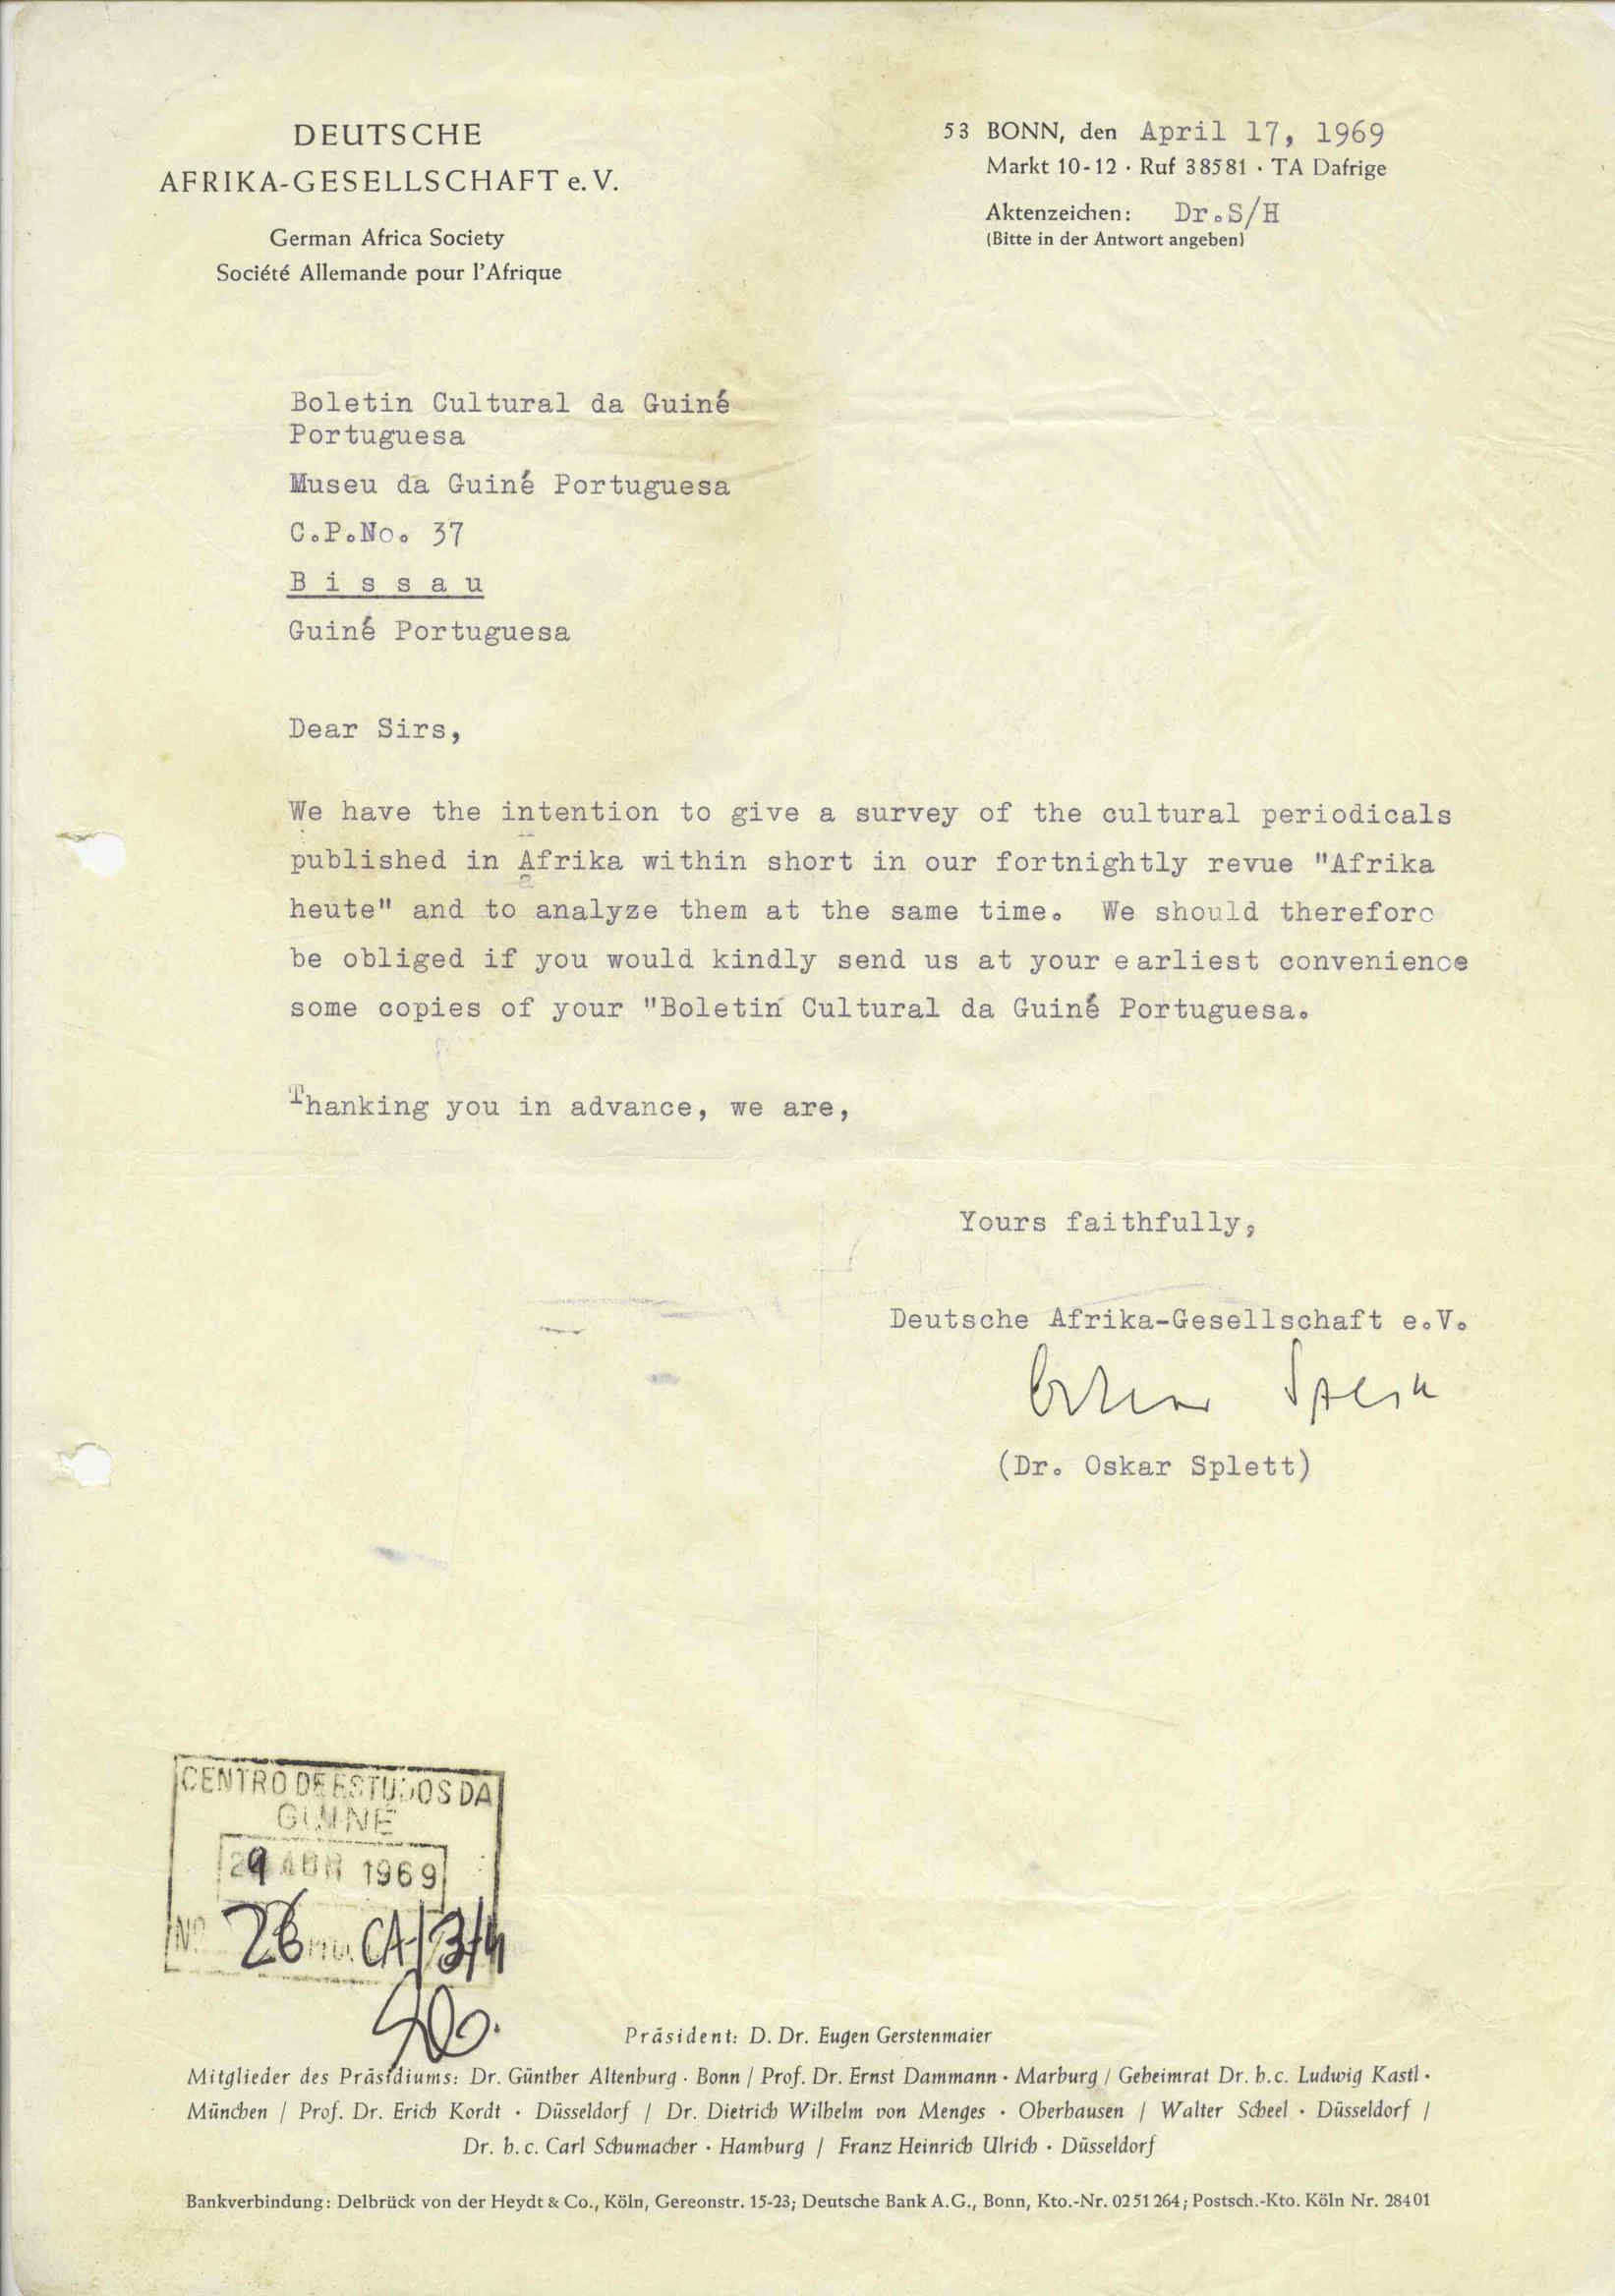 DEUTSCHE
AFRIKA-GESELLSCHAFT e. V.
German Africa Society
Société Allemande pour l'Afrique
53 BONN, den April 17, 1969
Markt 10-12 · Ruf 38581 · TA Dafrige
Aktenzeichen: Dr.S/H
(Bitte in der Antwort angeben)
Boletin Cultural da Guiné
Portuguesa
Museu da Guiné Portuguesa
C.P.No. 37
B i s s a u
Guiné Portuguesa
Dear Sirs,
We have the intention to give a survey of the cultural periodicals
published in Afrika within short in our fortnightly revue "Afrika
heute" and to analyze them at the same time. We should therefore
be obliged if you would kindly send us at your earliest convenience
some copies of your "Boletin Cultural da Guiné Portuguesa.
Thanking you in advance, we are,
Yours faithfully,
Deutsche Afrika-Gesellschaft e.V.
(Dr. Oskar Splett)
CENTRO DE ESTUDOS DA
GUINÉ
29 ABR 1969
Nº 26 CA/3/4
Präsident: D. Dr. Eugen Gerstenmaier
Mitglieder des Präsidiums: Dr. Günther Altenburg · Bonn / Prof. Dr. Ernst Dammann · Marburg / Geheimrat Dr. h. c. Ludwig Kastl ·
München / Prof. Dr. Erich Kordt · Düsseldorf / Dr. Dietrich Wilhelm von Menges · Oberhausen / Walter Scheel · Düsseldorf /
Dr. h. c. Carl Schumacher · Hamburg / Franz Heinrich Ulrich · Düsseldorf
Bankverbindung: Delbrück von der Heydt & Co., Köln, Gereonstr. 15-23; Deutsche Bank A.G., Bonn, Kto.-Nr. 0251264; Postsch.-Kto. Köln Nr. 28401